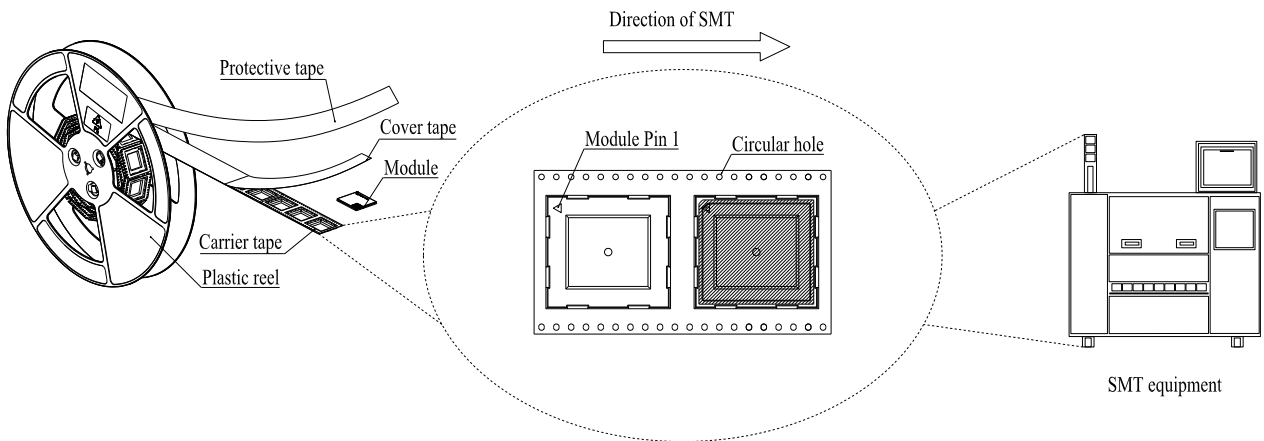 Direction of SMT
Protective tape
Cover tape
Module
Module Pin 1
Circular hole
Carrier tape
Plastic reel
SMT equipment